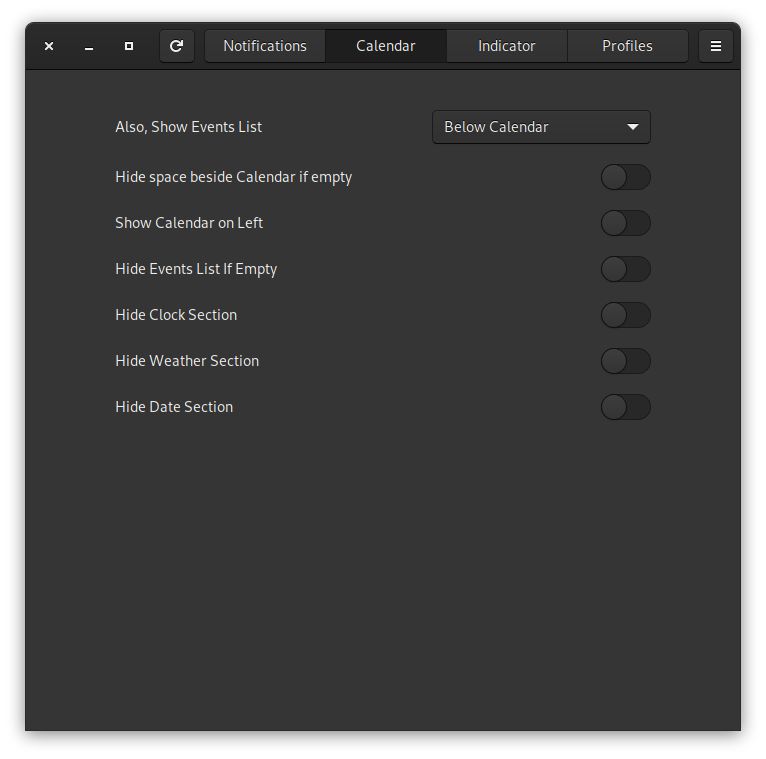 Notifications Calendar Indicator Profiles
Also, Show Events List Below Calendar
Hide space beside Calendar if empty
Show Calendar on Left
Hide Events List If Empty
Hide Clock Section
Hide Weather Section
Hide Date Section